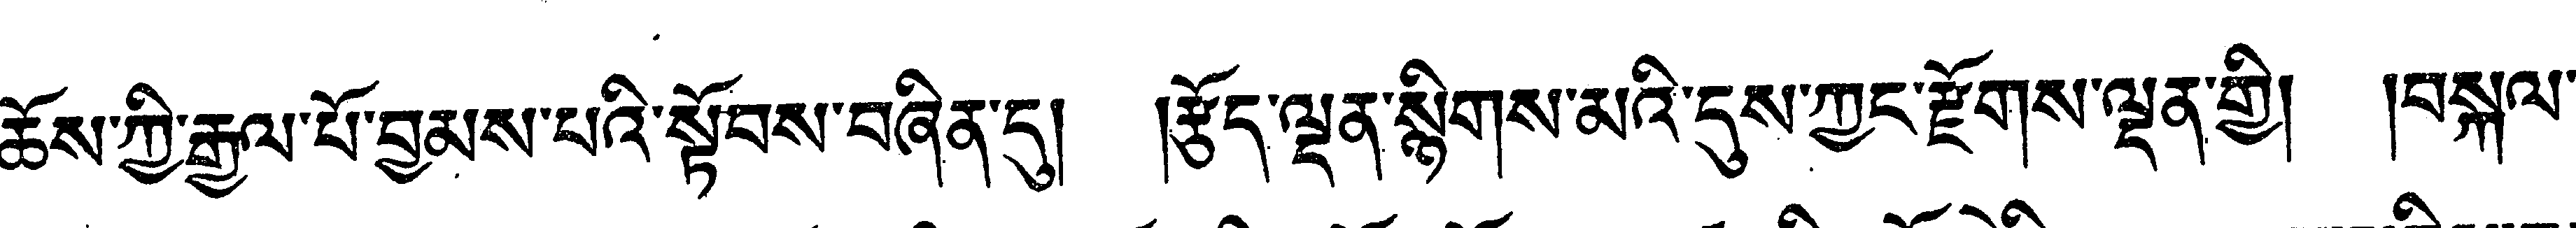 ཆོས་ཀྱི་རྒྱལ་པོ་བྱམས་པའི་སྟོབས་བཞིན་དུ། །རྩོད་ལྡན་སྙིགས་མའི་དུས་ཀྱང་རྫོགས་ལྡན་གྱི། །བསྐལ་